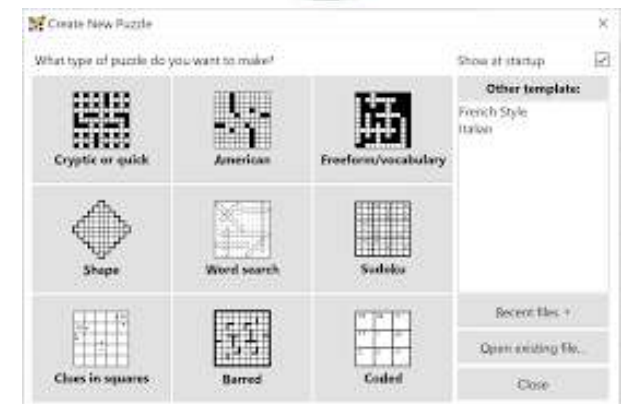 Create New Puzzle
What type of puzzle do you want to make?
Show at startup
Cryptic or quick
American
Freeform/vocabulary
Other template:
French Style
Italian
Shape
Word search
Sudoku
Recent files
Open existing file...
Clues in squares
Barred
Coded
Close